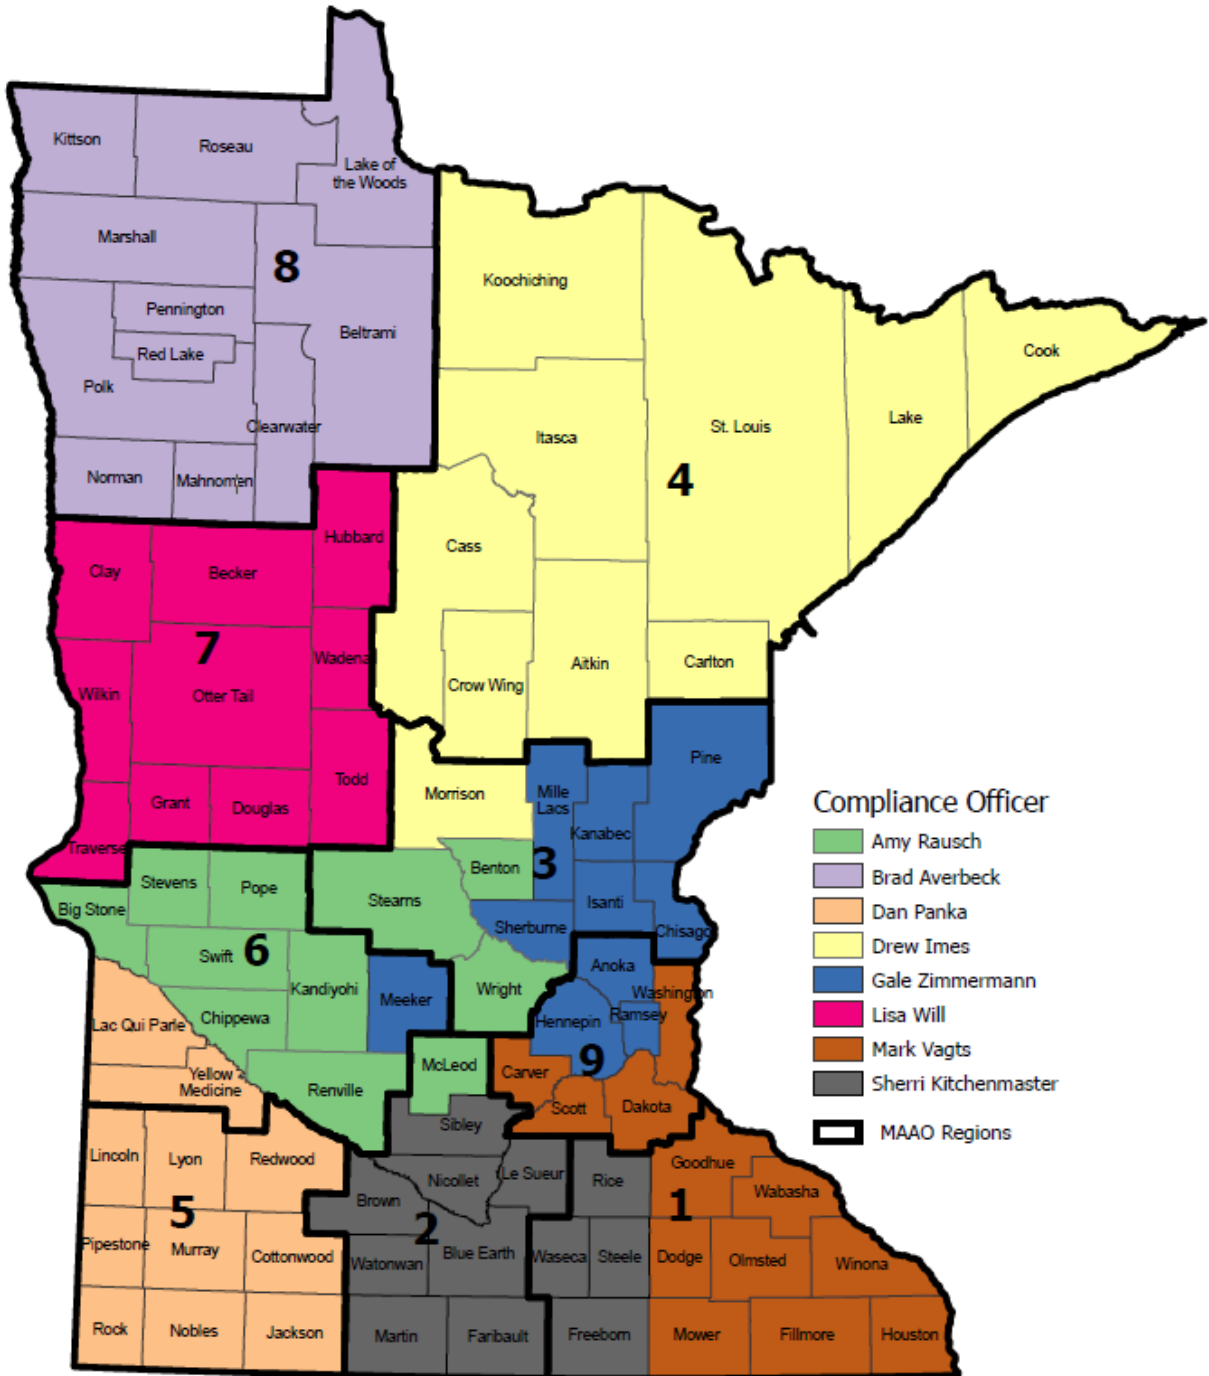 Kittson
Roseau
Lake of
the Woods
Marshall
8
Pennington
Beltrami
Red Lake
Polk
Clearwater
Norman
Mahnomen
Koochiching
Cook
Lake
St. Louis
Itasca
4
Hubbard
Cass
Clay
Becker
7
Wadena
Aitkin
Carlton
Wilkin
Otter Tail
Crow Wing
Pine
Todd
Morrison
Mille
Lacs
Grant
Douglas
Kanabec
Traverse
Benton
3
Stevens
Pope
Stearns
Isanti
Big Stone
Sherburne
Chisago
Swift
6
Anoka
Kandiyohi
Wright
Washington
Meeker
Chippewa
Hennepin
Ramsey
Lac Qui Parle
9
McLeod
Carver
Yellow
Medicine
Renville
Scott
Dakota
Sibley
Lincoln
Lyon
Redwood
Goodhue
Nicollet
Le Sueur
Rice
Wabasha
Brown
5
2
1
Pipestone
Murray
Cottonwood
Watonwan
Blue Earth
Waseca
Steele
Dodge
Olmsted
Winona
Rock
Nobles
Jackson
Martin
Faribault
Freeborn
Mower
Fillmore
Houston
Compliance Officer
Amy Rausch
Brad Averbeck
Dan Panka
Drew Imes
Gale Zimmermann
Lisa Will
Mark Vagts
Sherri Kitchenmaster
MAAO Regions